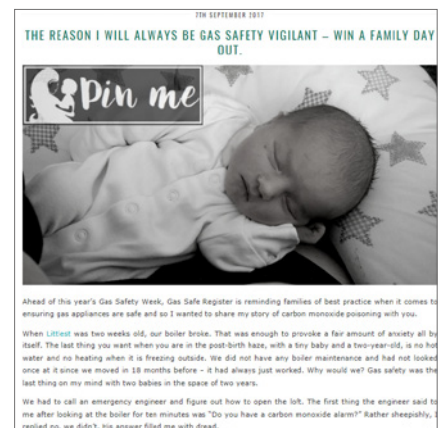 7TH SEPTEMBER 2017
THE REASON I WILL ALWAYS BE GAS SAFETY VIGILANT – WIN A FAMILY DAY
OUT.
Pin me
Ahead of this year's Gas Safety Week, Gas Safe Register is reminding families of best practice when it comes to
ensuring gas appliances are safe and so I wanted to share my story of carbon monoxide poisoning with you.
When Littlest was two weeks old, our boiler broke. That was enough to provoke a fair amount of anxiety all by
itself. The last thing you want when you are in the post-birth haze, with a tiny baby and a two-year-old, is no hot
water and no heating when it is freezing outside. We did not have any boiler maintenance and had not looked
once at it since we moved in 18 months before – it had always just worked. Why would we? Gas safety was the
last thing on my mind with two babies in the space of two years.
We had to call an emergency engineer and figure out how to open the loft. The first thing the engineer said to
me after looking at the boiler for ten minutes was "Do you have a carbon monoxide alarm?" Rather sheepishly, I
replied no, we didn't. His answer filled me with dread.